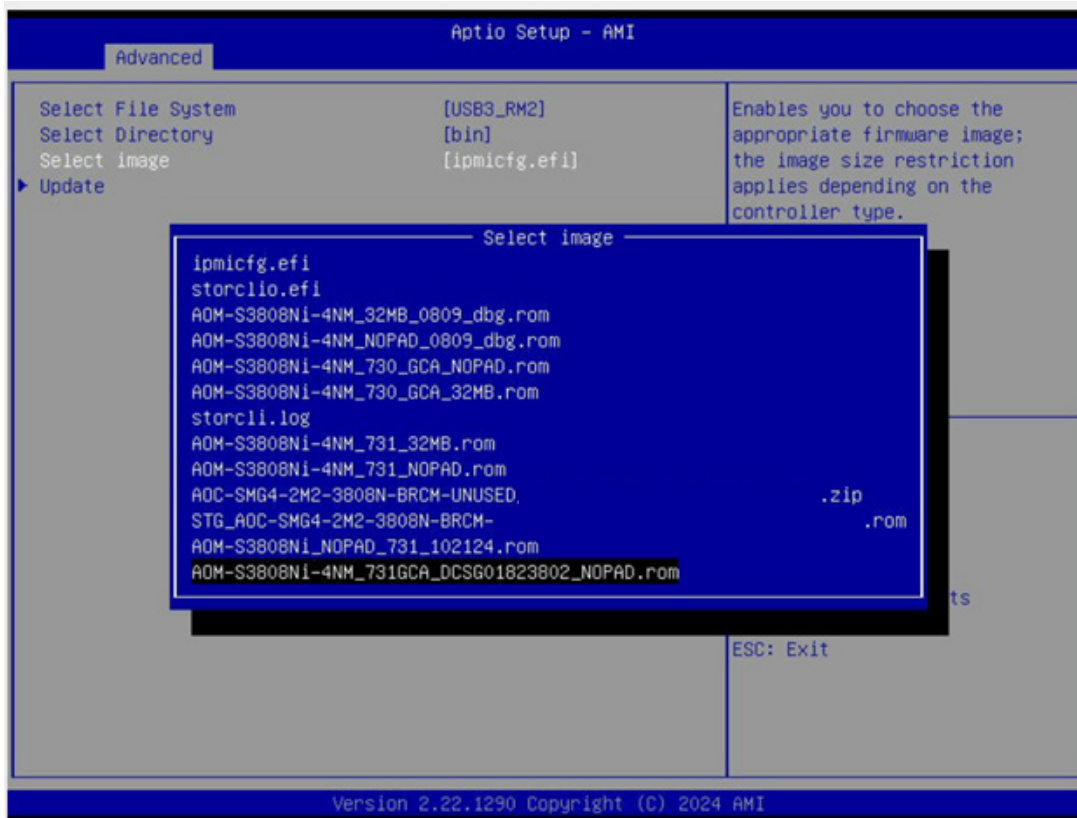 Aptio Setup - AMI
Advanced
Select File System [USB3_RM2]
Select Directory [bin]
Select image [ipmicfg.efi]
Update
Enables you to choose the
appropriate firmware image;
the image size restriction
applies depending on the
controller type.
Select image
ipmicfg.efi
storclio.efi
AOM-S3808Ni-4NM_32MB_0809_dbg.rom
AOM-S3808Ni-4NM_NOPAD_0809_dbg.rom
AOM-S3808Ni-4NM_730_GCA_NOPAD.rom
AOM-S3808Ni-4NM_730_GCA_32MB.rom
storcli.log
AOM-S3808Ni-4NM_731_32MB.rom
AOM-S3808Ni-4NM_731_NOPAD.rom
AOC-SMG4-2M2-3808N-BRCM-UNUSED. .zip
STG_AOC-SMG4-2M2-3808N-BRCM- .rom
AOM-S3808Ni_NOPAD_731_102124.rom
AOM-S3808Ni-4NM_731GCA_DCSG01823802_NOPAD.rom
ts
ESC: Exit
Version 2.22.1290 Copyright (C) 2024 AMI